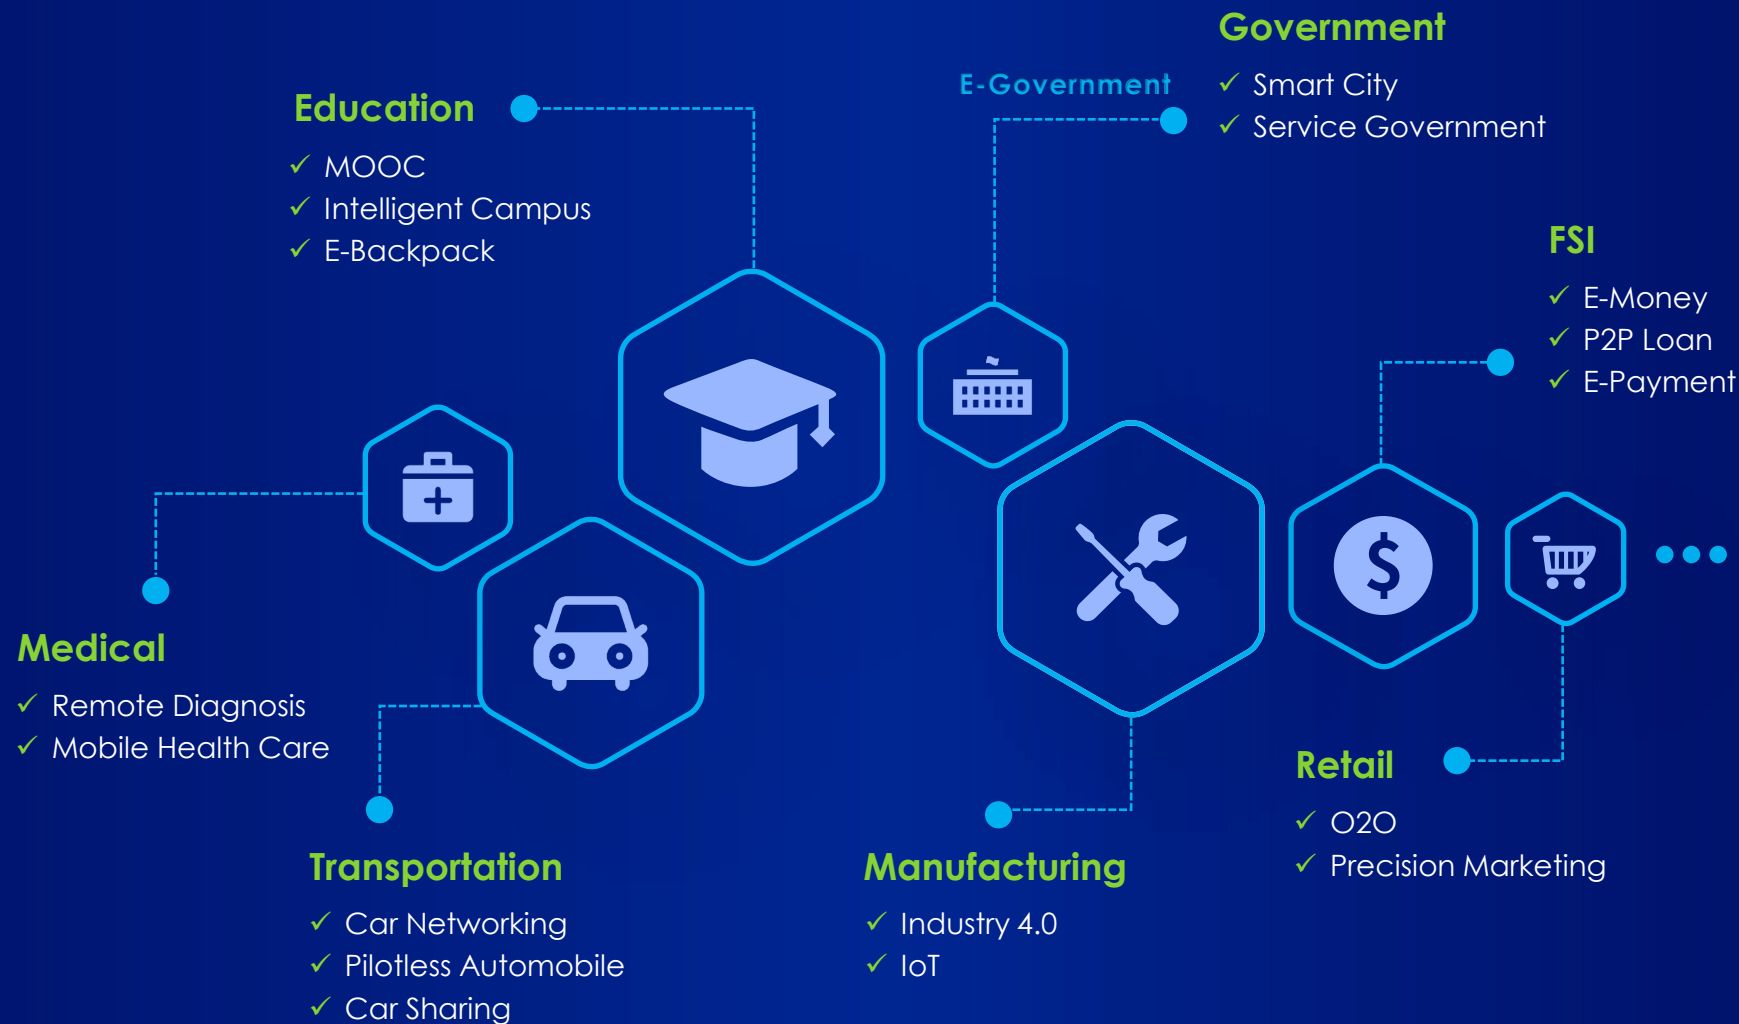 Government
E-Government
Smart City
Service Government
Education
MOOC
Intelligent Campus
E-Backpack
FSI
E-Money
P2P Loan
E-Payment
Medical
Remote Diagnosis
Mobile Health Care
Transportation
Car Networking
Pilotless Automobile
Car Sharing
Manufacturing
Industry 4.0
IoT
Retail
O2O
Precision Marketing
$